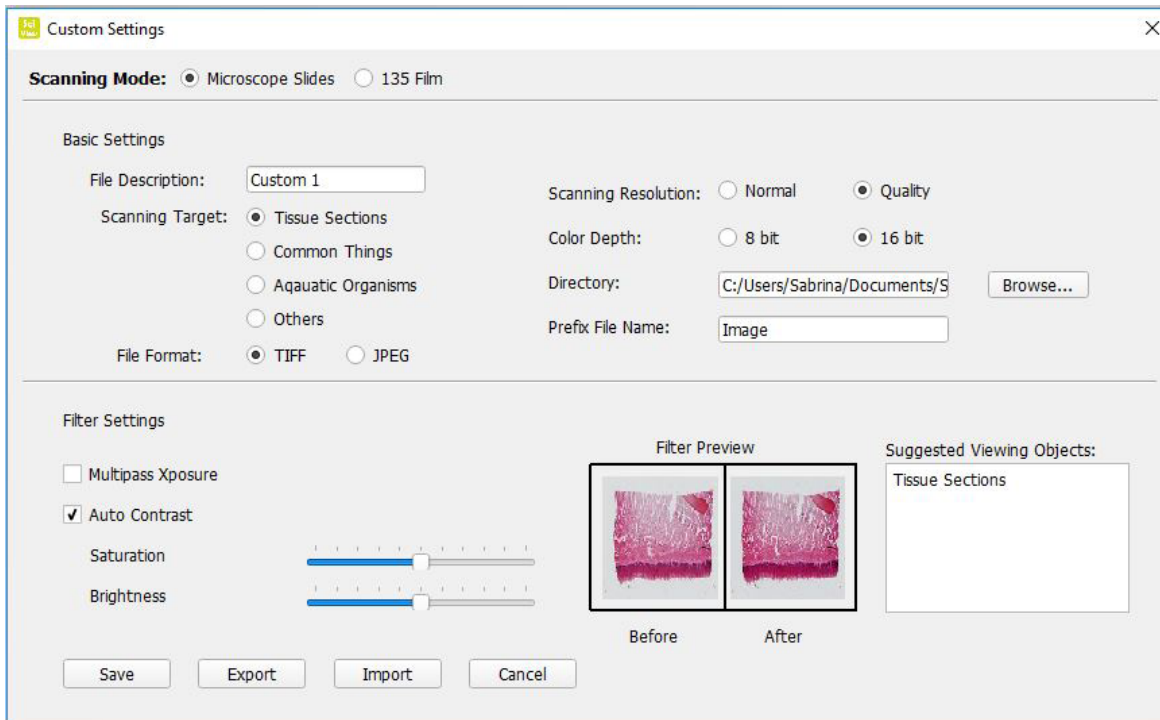 Sci
View
Custom Settings
Scanning Mode: Microscope Slides 135 Film
Basic Settings
File Description: Custom 1
Scanning Target: Tissue Sections
Common Things
Aqauatic Organisms
Others
File Format: TIFF JPEG
Scanning Resolution: Normal Quality
Color Depth: 8 bit 16 bit
Directory: C:/Users/Sabrina/Documents/S Browse...
Prefix File Name: Image
Filter Settings
Multipass Xposure
Auto Contrast
Saturation
Brightness
Filter Preview
Before After
Suggested Viewing Objects:
Tissue Sections
Save Export Import Cancel